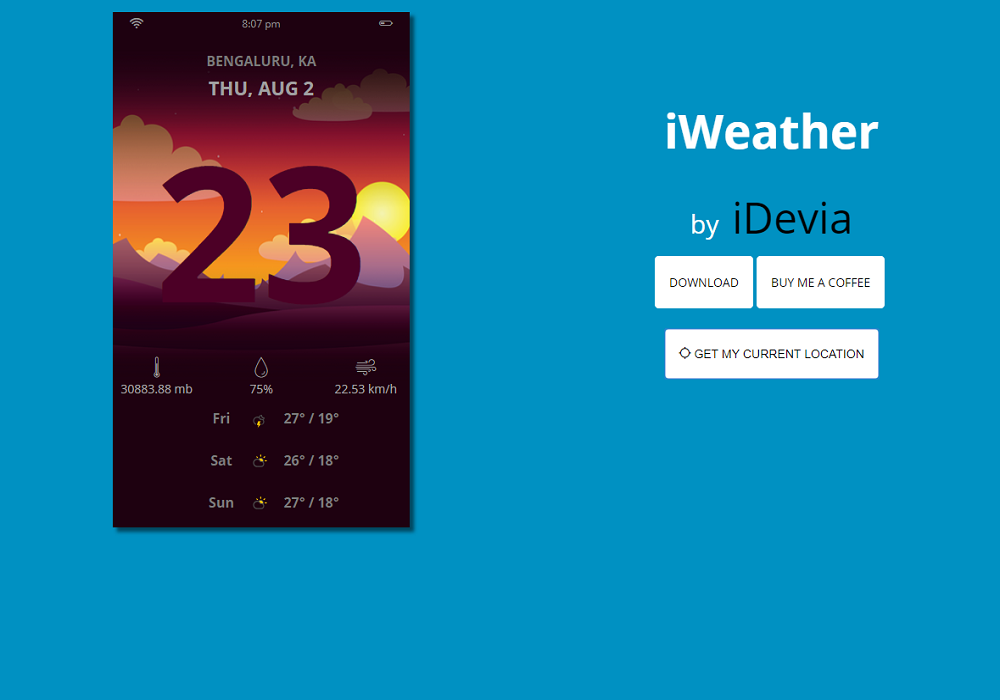 8:07 pm
BENGALURU, KA
THU, AUG 2
23
30883.88 mb 75% 22.53 km/h
Fri 27° / 19°
Sat 26° / 18°
Sun 27° / 18°
iWeather
by iDevia
DOWNLOAD BUY ME A COFFEE
GET MY CURRENT LOCATION